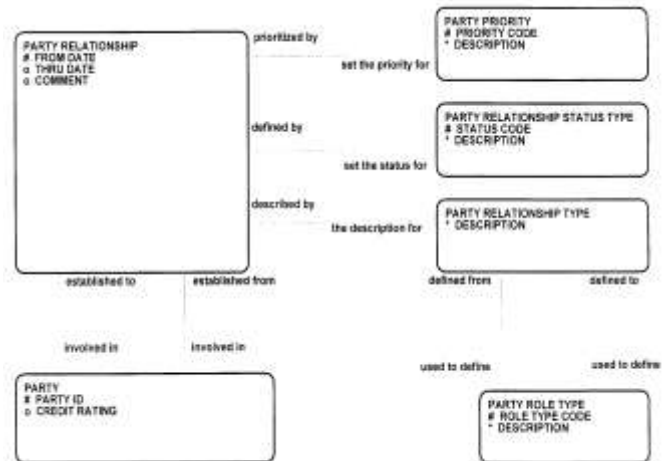 PARTY RELATIONSHIP
# FROM DATE
o THRU DATE
o COMMENT
prioritized by
set the priority for
PARTY PRIORITY
# PRIORITY CODE
* DESCRIPTION
defined by
set the status for
PARTY RELATIONSHIP STATUS TYPE
# STATUS CODE
* DESCRIPTION
described by
the description for
PARTY RELATIONSHIP TYPE
* DESCRIPTION
established to
established from
defined from
defined to
involved in
involved in
used to define
used to define
PARTY
# PARTY ID
o CREDIT RATING
PARTY ROLE TYPE
# ROLE TYPE CODE
* DESCRIPTION